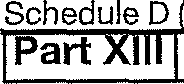 Schedule D (
Part XIII